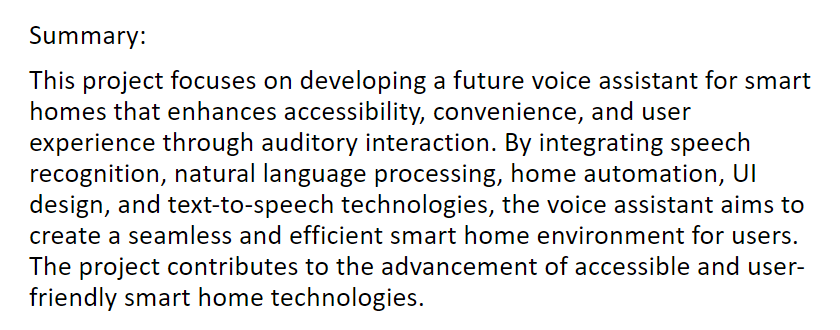 Summary:
This project focuses on developing a future voice assistant for smart
homes that enhances accessibility, convenience, and user
experience through auditory interaction. By integrating speech
recognition, natural language processing, home automation, UI
design, and text-to-speech technologies, the voice assistant aims to
create a seamless and efficient smart home environment for users.
The project contributes to the advancement of accessible and user-
friendly smart home technologies.